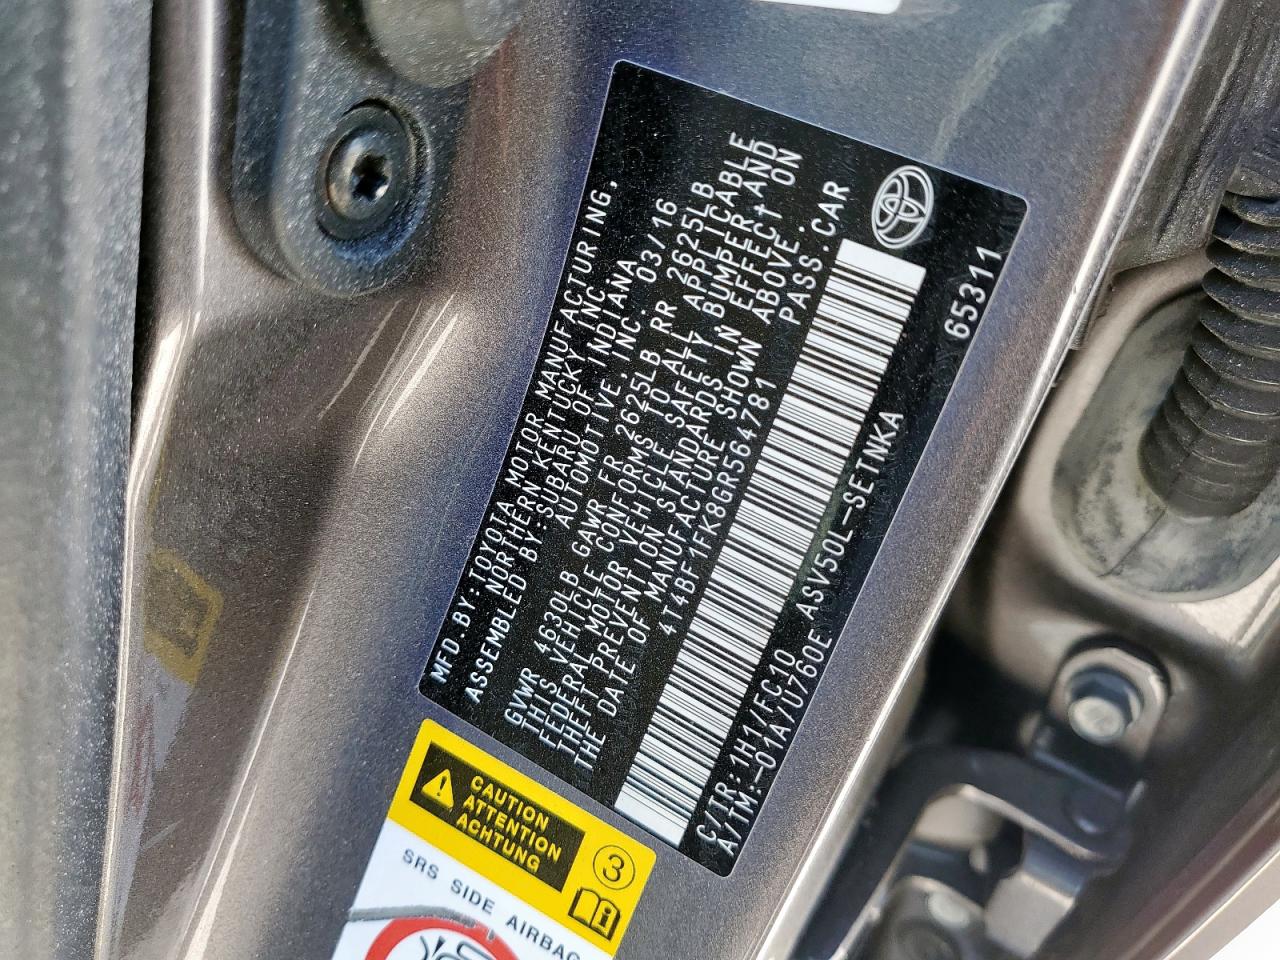 MFD.BY:TOYOTA MOTOR MANUFACTURING,
NORTHERN KENTUCKY INC.
ASSEMBLED BY:SUBARU OF INDIANA
AUTOMOTIVE,INC. 03/16
GVWR 4630LB GAWR FR 2625LB RR 2625LB
THIS VEHICLE CONFORMS TO ALL APPLICABLE
FEDERAL MOTOR VEHICLE SAFETY, BUMPER, AND
THEFT PREVENTION STANDARDS IN EFFECT ON
THE DATE OF MANUFACTURE SHOWN ABOVE.
4T4BF1FK8GR564781 PASS.CAR
C/TR:1H1/FC10
A/TM:-01A/U760E ASV50L-SETNKA
65311
CAUTION
ATTENTION
ACHTUNG
3
SRS SIDE AIRBAG